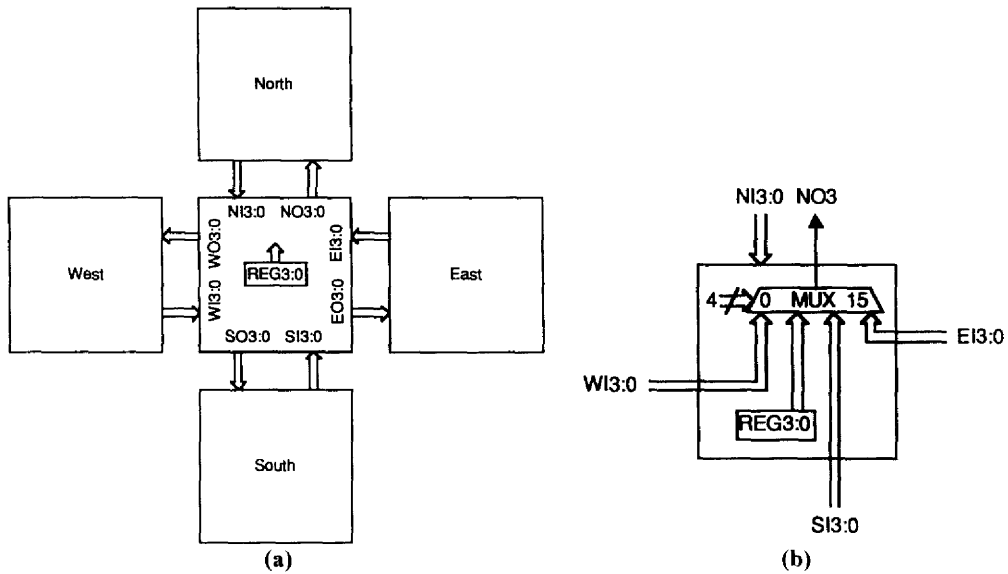 North
NI3:0 NO3:0
West
WO3:0
WI3:0
REG3:0
EI3:0
EO3:0
East
SO3:0 SI3:0
South
(a)
NI3:0 NO3
4 0 MUX 15
EI3:0
WI3:0
REG3:0
SI3:0
(b)